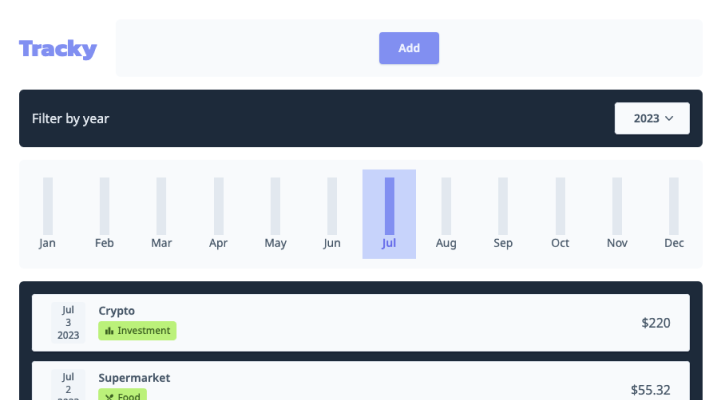 Tracky
Add
Filter by year
2023
Jan Feb Mar Apr May Jun Jul Aug Sep Oct Nov Dec
Jul
3
2023
Crypto
Investment
$220
Jul
2
2023
Supermarket
Food
$55.32